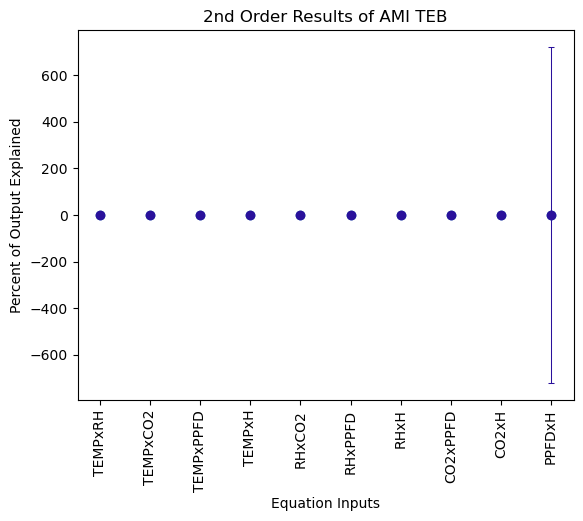 2nd Order Results of AMI TEB
Percent of Output Explained
600
400
200
0
−200
−400
−600
TEMPxRH
TEMPxCO2
TEMPxPPFD
TEMPxH
RHxCO2
RHxPPFD
RHxH
CO2xPPFD
CO2xH
PPFDxH
Equation Inputs